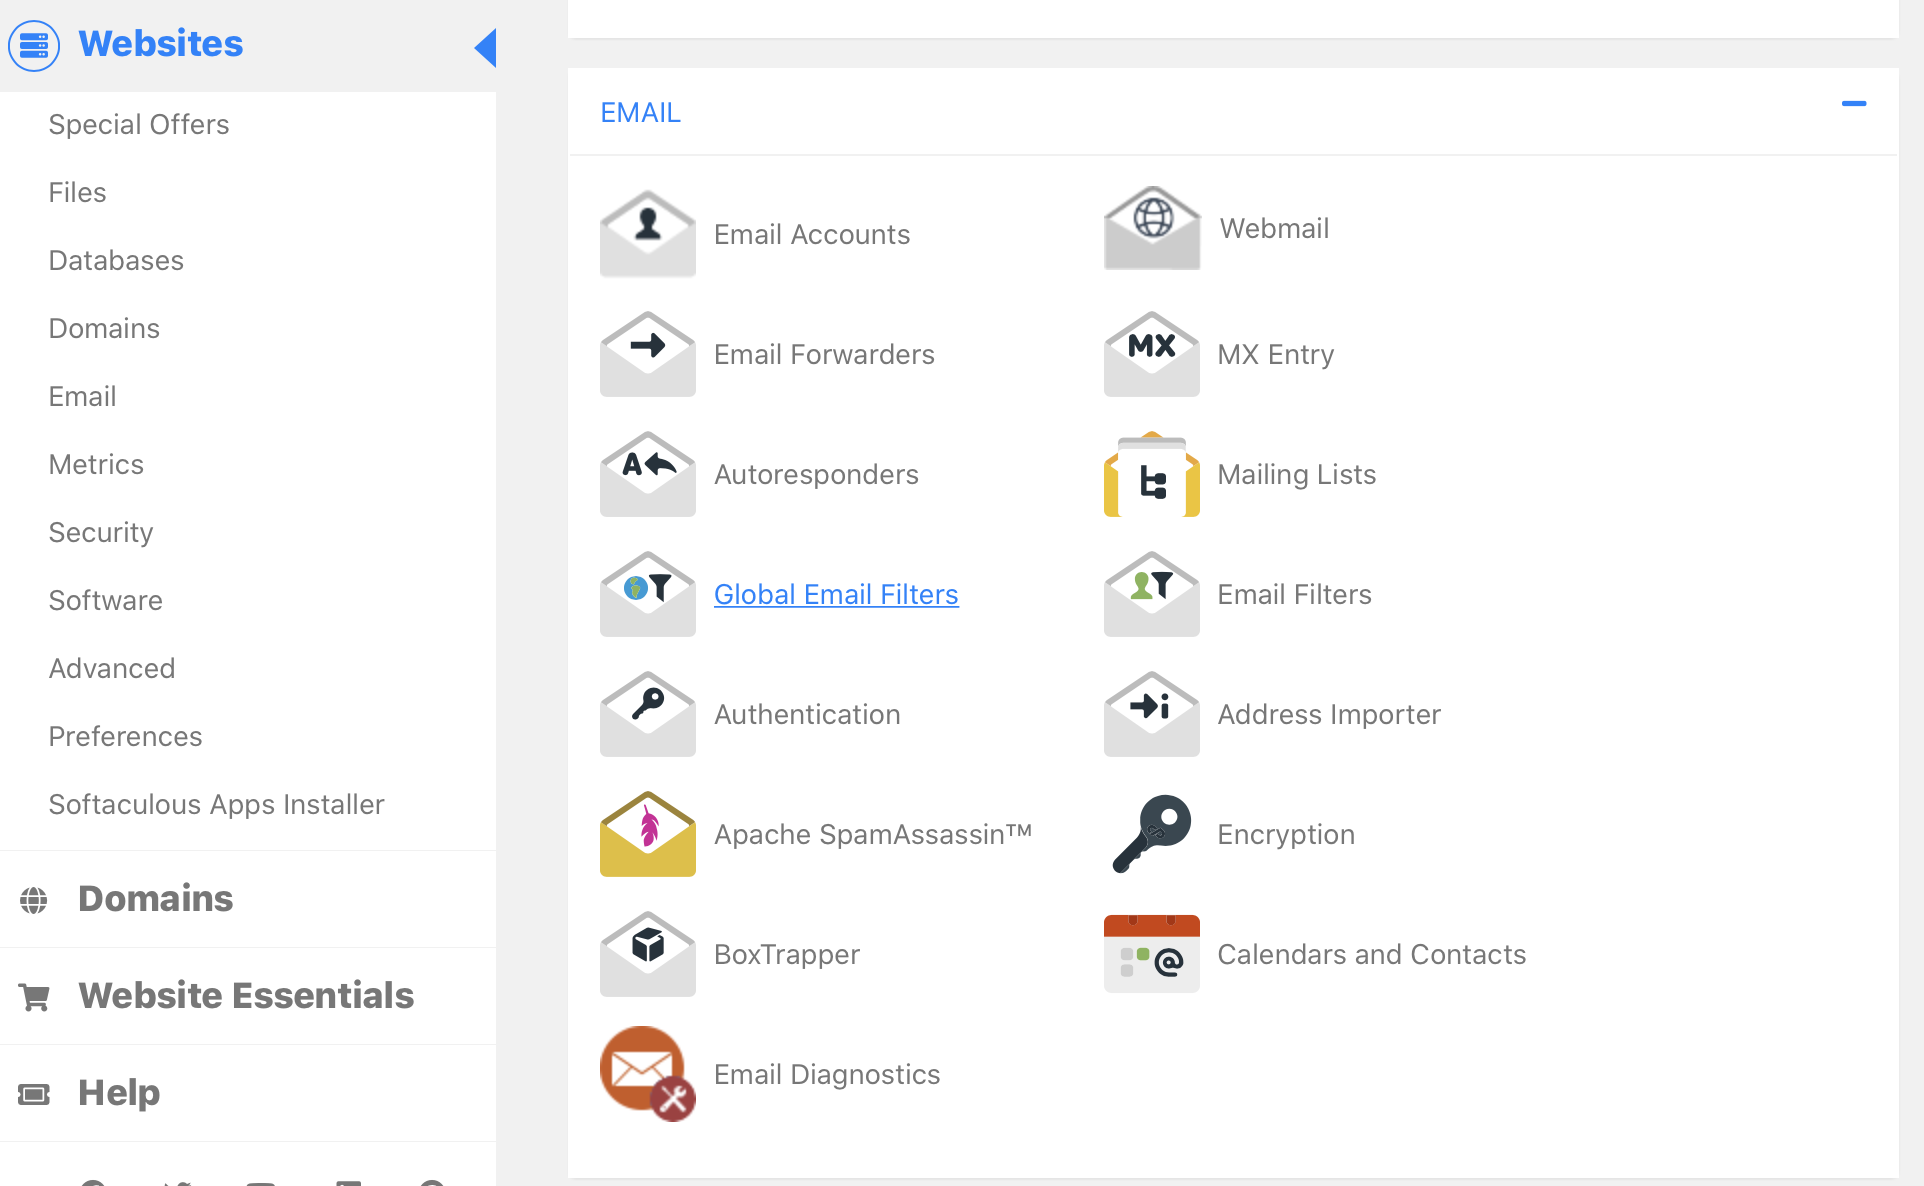 Websites
Special Offers
Files
Databases
Domains
Email
Metrics
Security
Software
Advanced
Preferences
Softaculous Apps Installer
Domains
Website Essentials
Help
EMAIL
Email Accounts
Webmail
Email Forwarders
MX
MX Entry
A
Autoresponders
Mailing Lists
Global Email Filters
Email Filters
Authentication
Address Importer
Apache SpamAssassin™
Encryption
BoxTrapper
@
Calendars and Contacts
Email Diagnostics